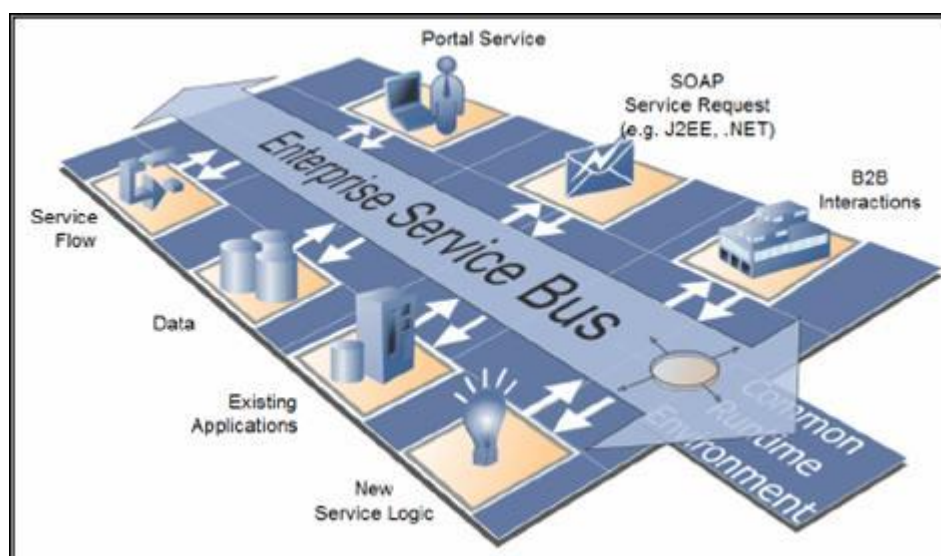 Portal Service
SOAP
Service Request
(e.g. J2EE, .NET)
B2B
Interactions
Enterprise Service Bus
Service
Flow
Data
Existing
Applications
New
Service Logic
Common
Runtime
Environment